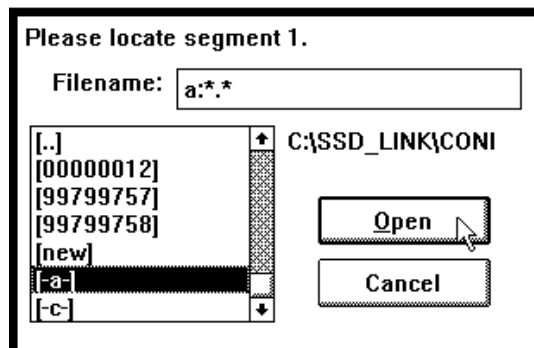 Please locate segment 1.
Filename: a:*.*
C:\SSD_LINK\CONI
[..]
[00000012]
[99799757]
[99799758]
[new]
[-a-]
[-c-]
Open
Cancel